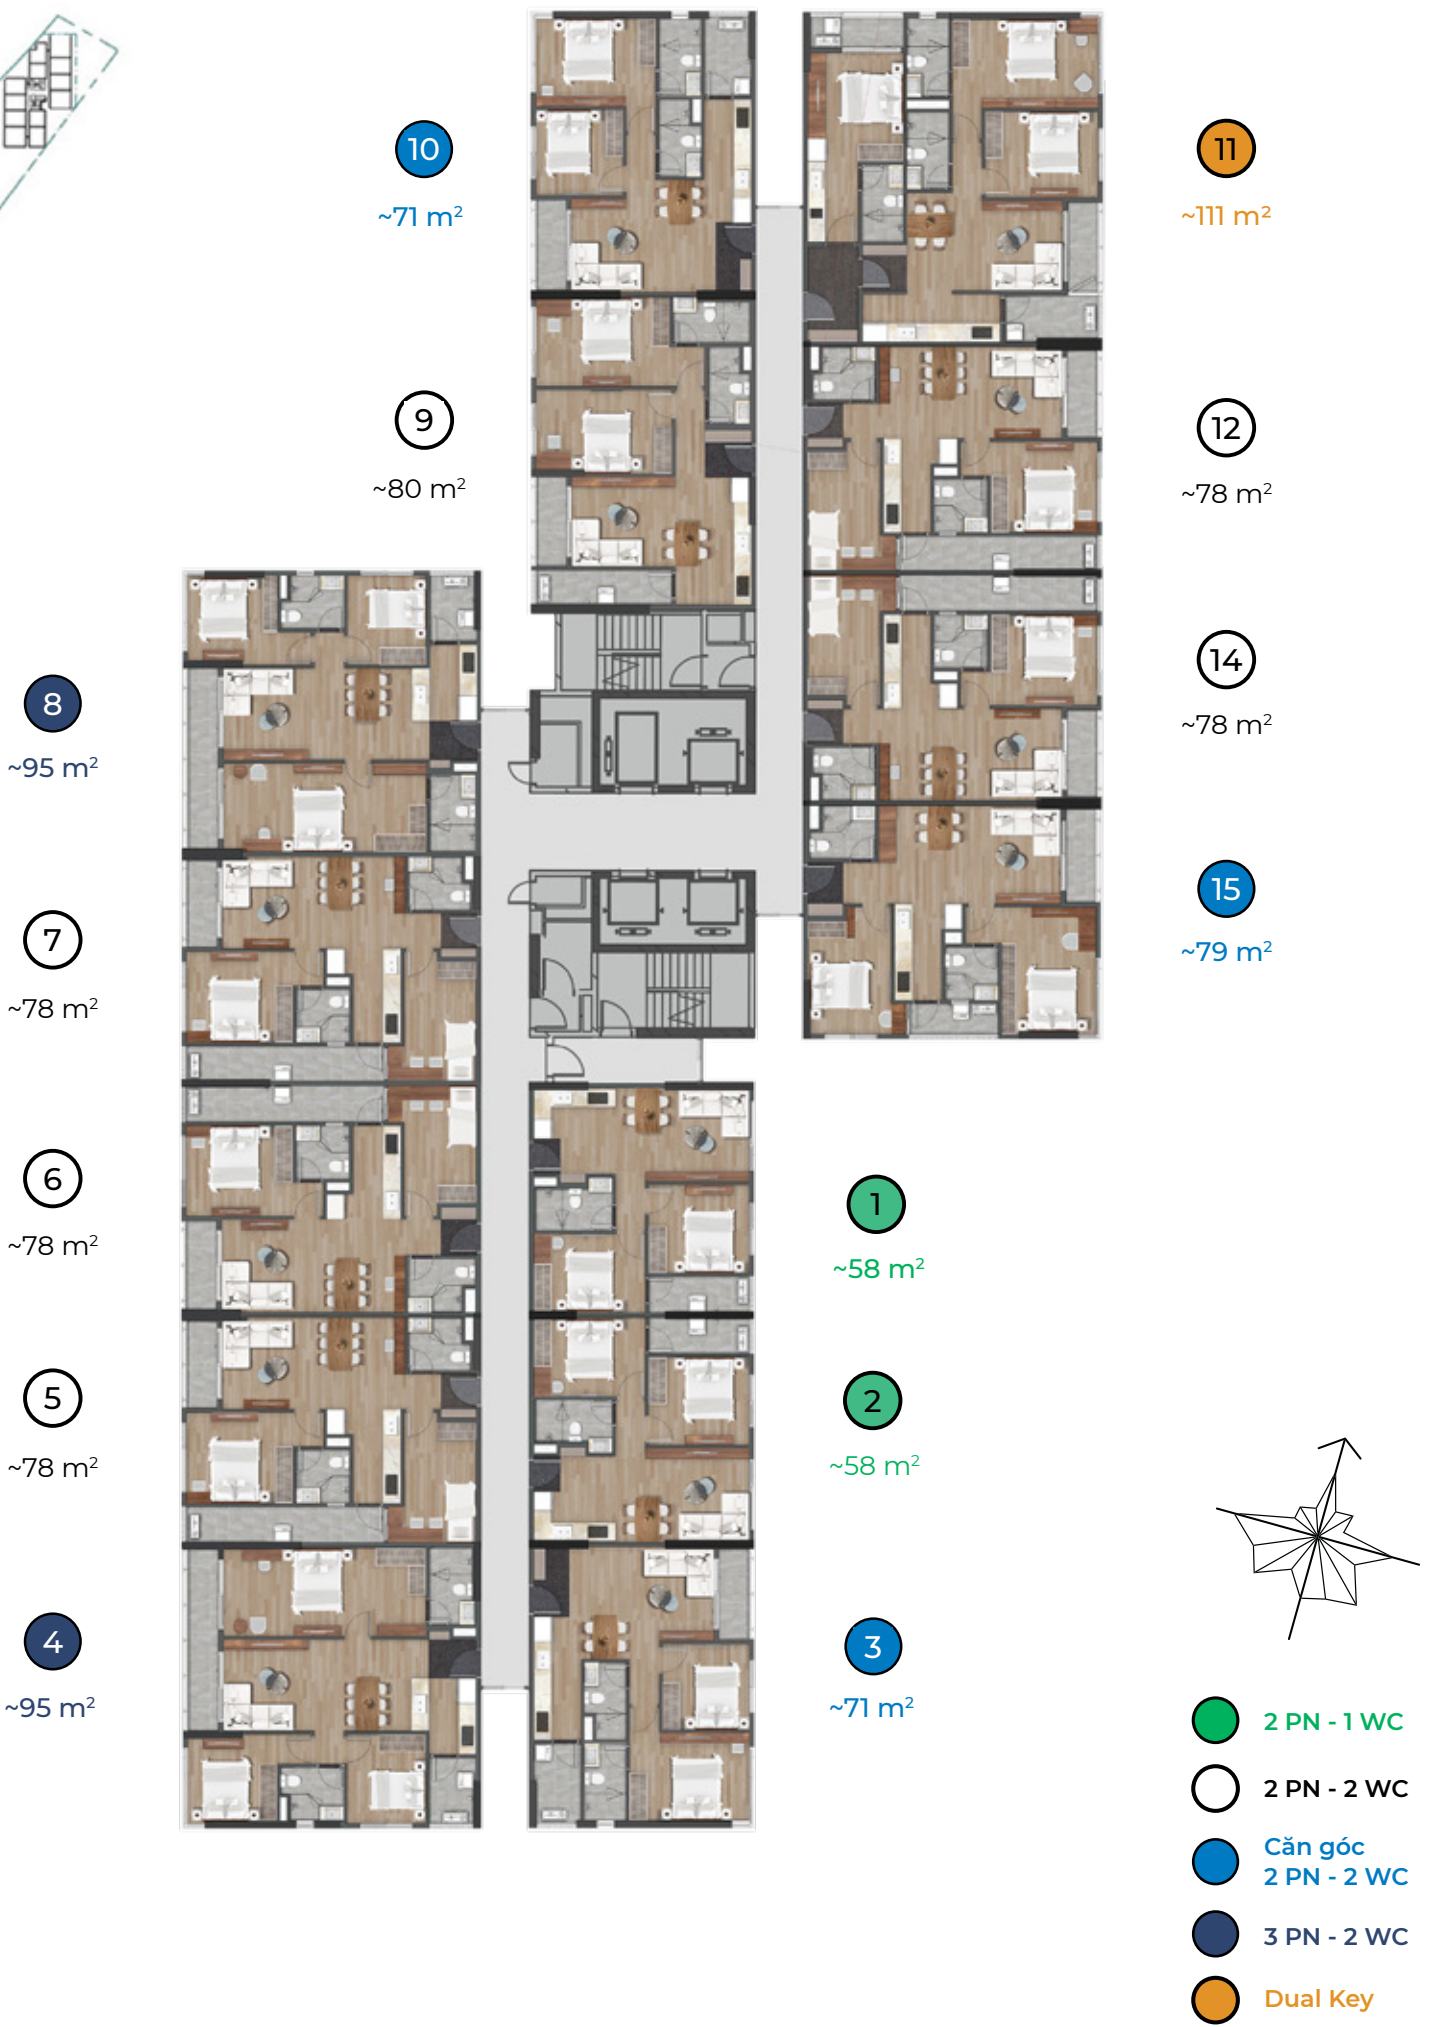 10
~71 m²
11
~111 m²
9
~80 m²
12
~78 m²
14
~78 m²
8
~95 m²
15
~79 m²
7
~78 m²
6
~78 m²
1
~58 m²
5
~78 m²
2
~58 m²
4
~95 m²
3
~71 m²
2 PN - 1 WC
2 PN - 2 WC
Căn góc
2 PN - 2 WC
3 PN - 2 WC
Dual Key